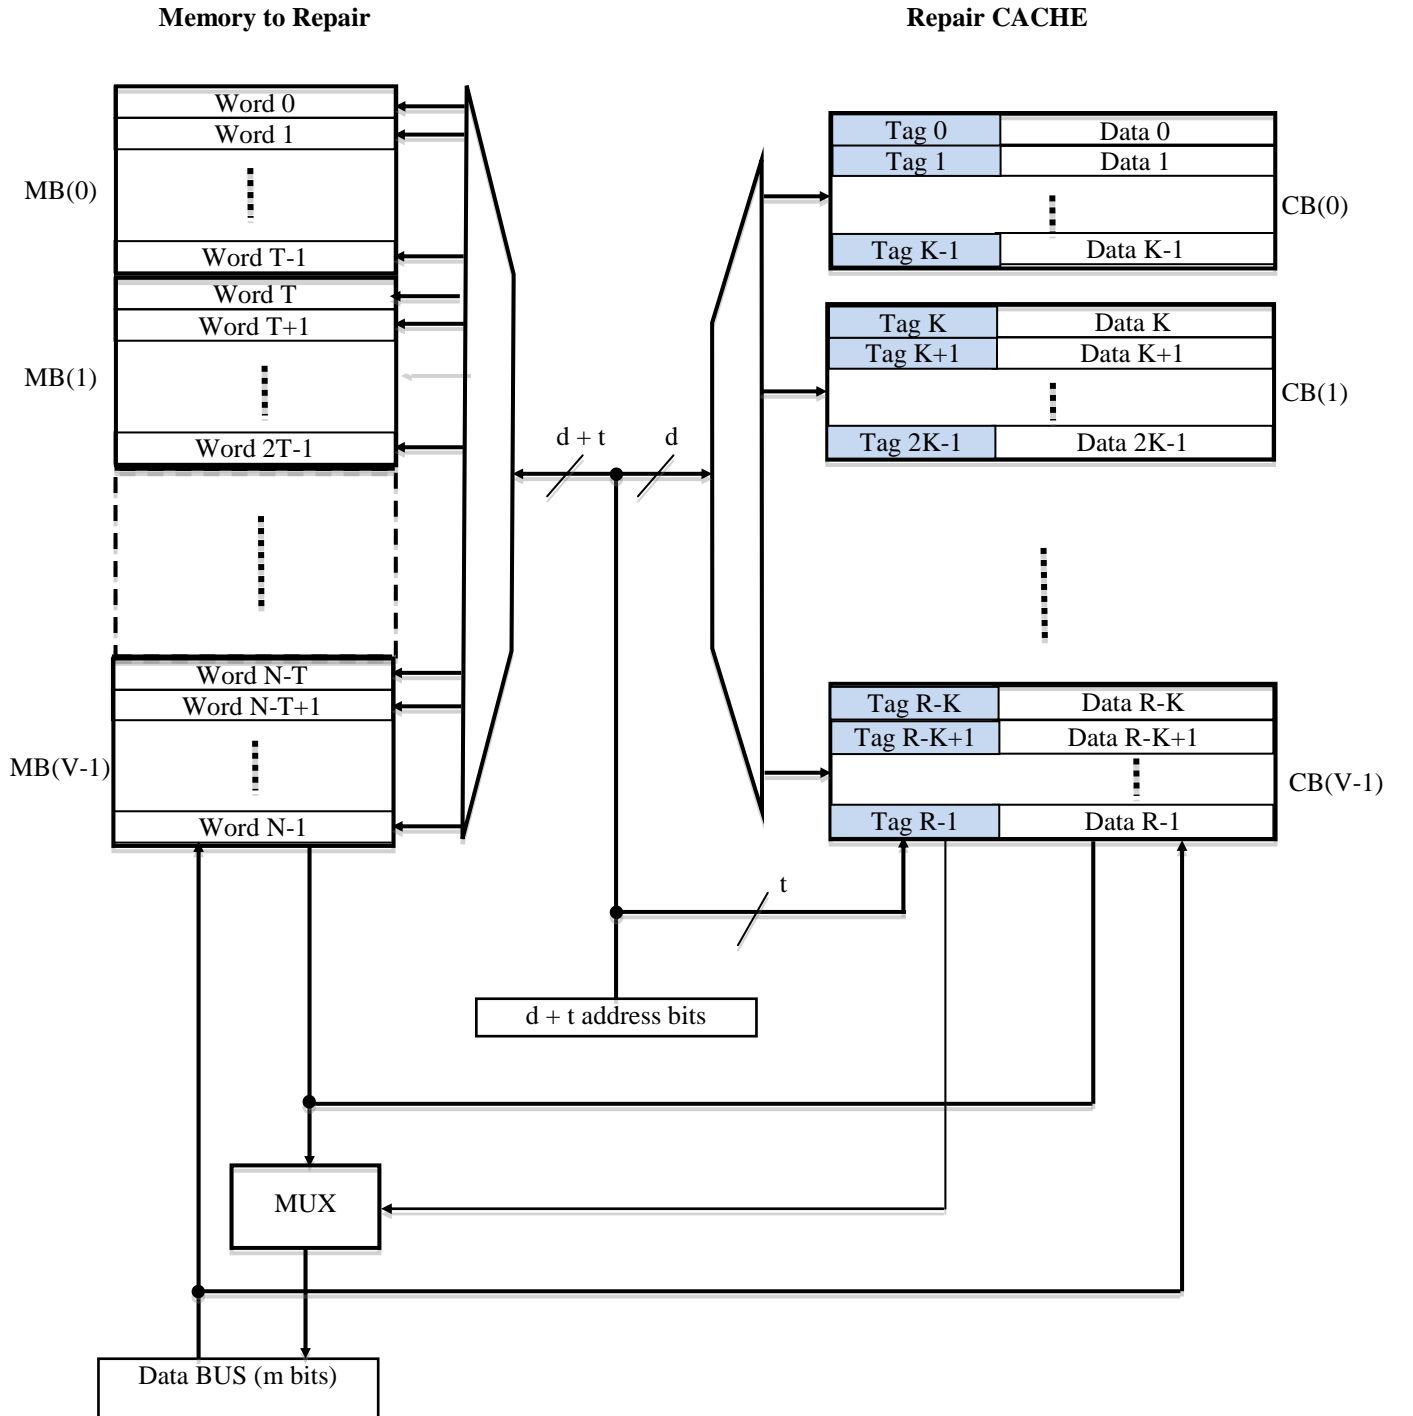 Memory to Repair
Repair CACHE
MB(0)
Word 0
Word 1
Word T-1
MB(1)
Word T
Word T+1
Word 2T-1
MB(V-1)
Word N-T
Word N-T+1
Word N-1
d + t
d
Tag 0 Data 0
Tag 1 Data 1
Tag K-1 Data K-1
CB(0)
Tag K Data K
Tag K+1 Data K+1
Tag 2K-1 Data 2K-1
CB(1)
Tag R-K Data R-K
Tag R-K+1 Data R-K+1
Tag R-1 Data R-1
CB(V-1)
t
d + t address bits
MUX
Data BUS (m bits)